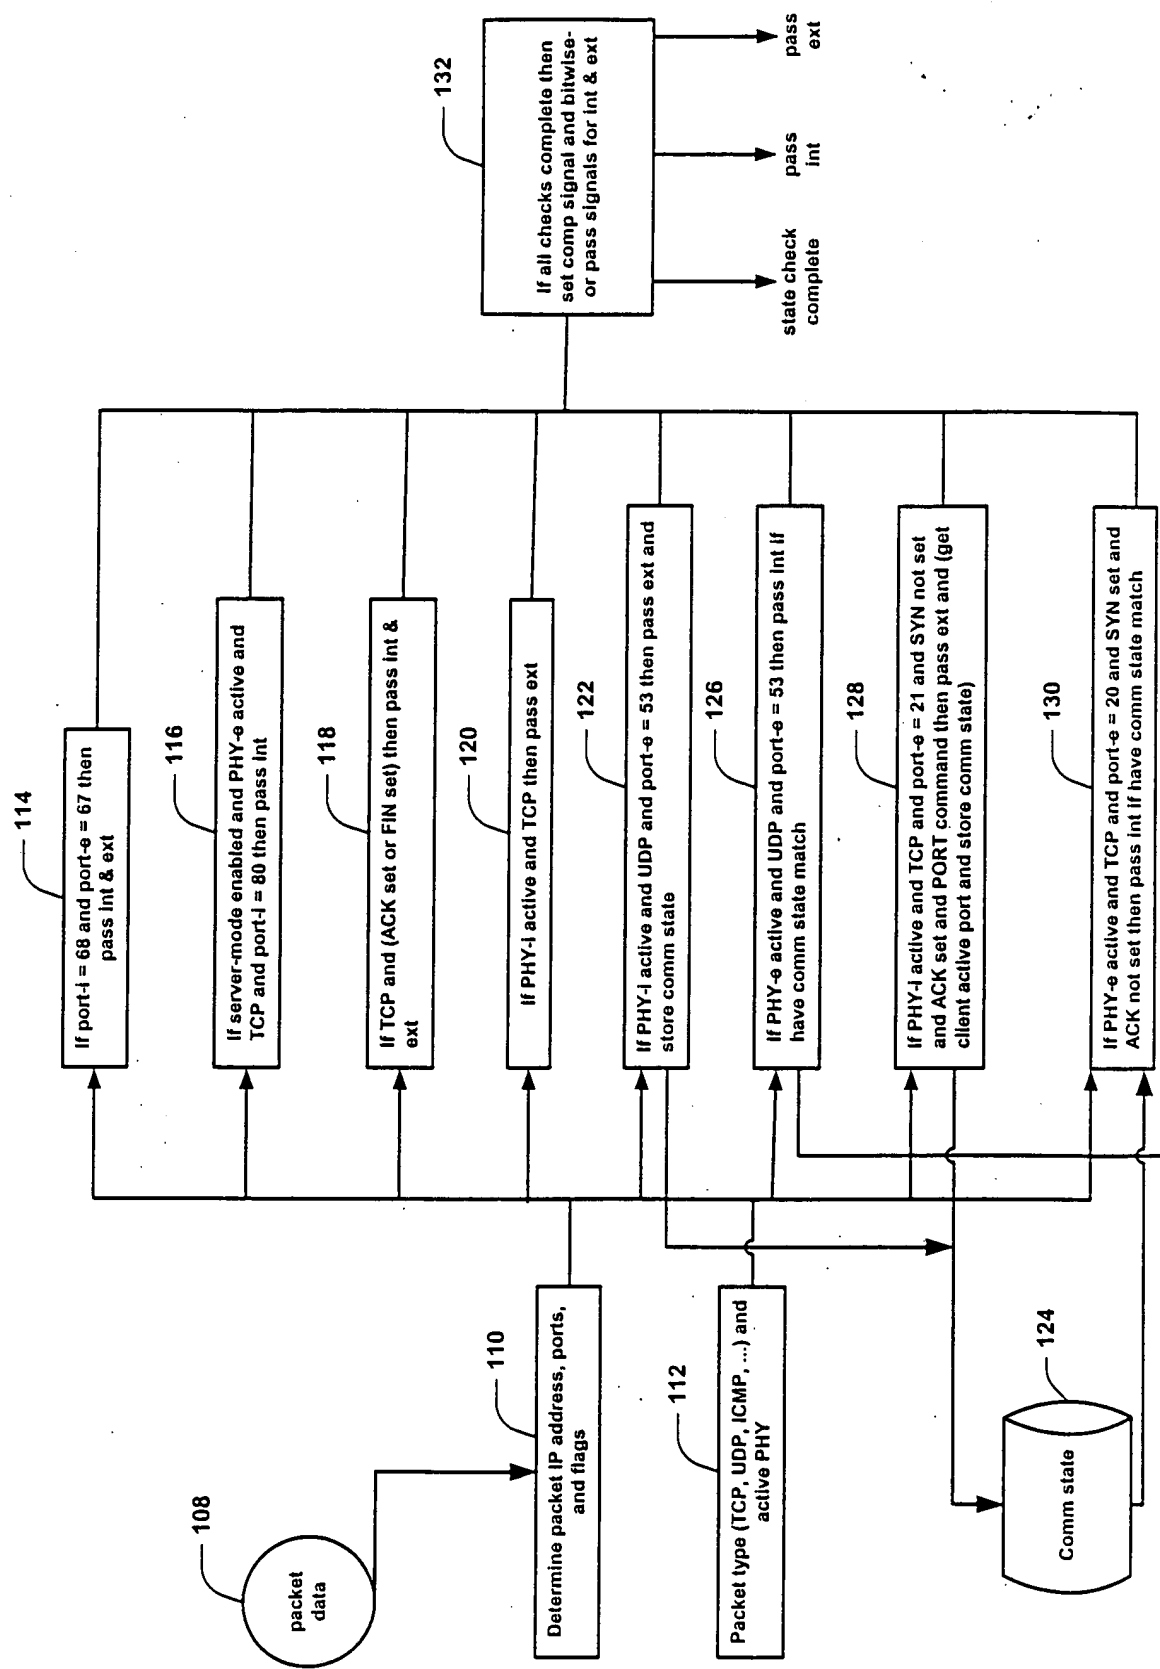 108
packet
data
110
Determine packet IP address, ports,
and flags
112
Packet type (TCP, UDP, ICMP, ...) and
active PHY
124
Comm state
114
If port-i = 68 and port-e = 67 then
pass int & ext
116
If server-mode enabled and PHY-e active and
TCP and port-i = 80 then pass int
118
If TCP and (ACK set or FIN set) then pass int &
ext
120
If PHY-i active and TCP then pass ext
122
If PHY-i active and UDP and port-e = 53 then pass ext and
store comm state
126
If PHY-e active and UDP and port-e = 53 then pass int if
have comm state match
128
If PHY-i active and TCP and port-e = 21 and SYN not set
and ACK set and PORT command then pass ext and (get
client active port and store comm state)
130
If PHY-e active and TCP and port-e = 20 and SYN set and
ACK not set then pass int if have comm state match
132
If all checks complete then
set comp signal and bitwise-
or pass signals for int & ext
state check
complete
pass
int
pass
ext